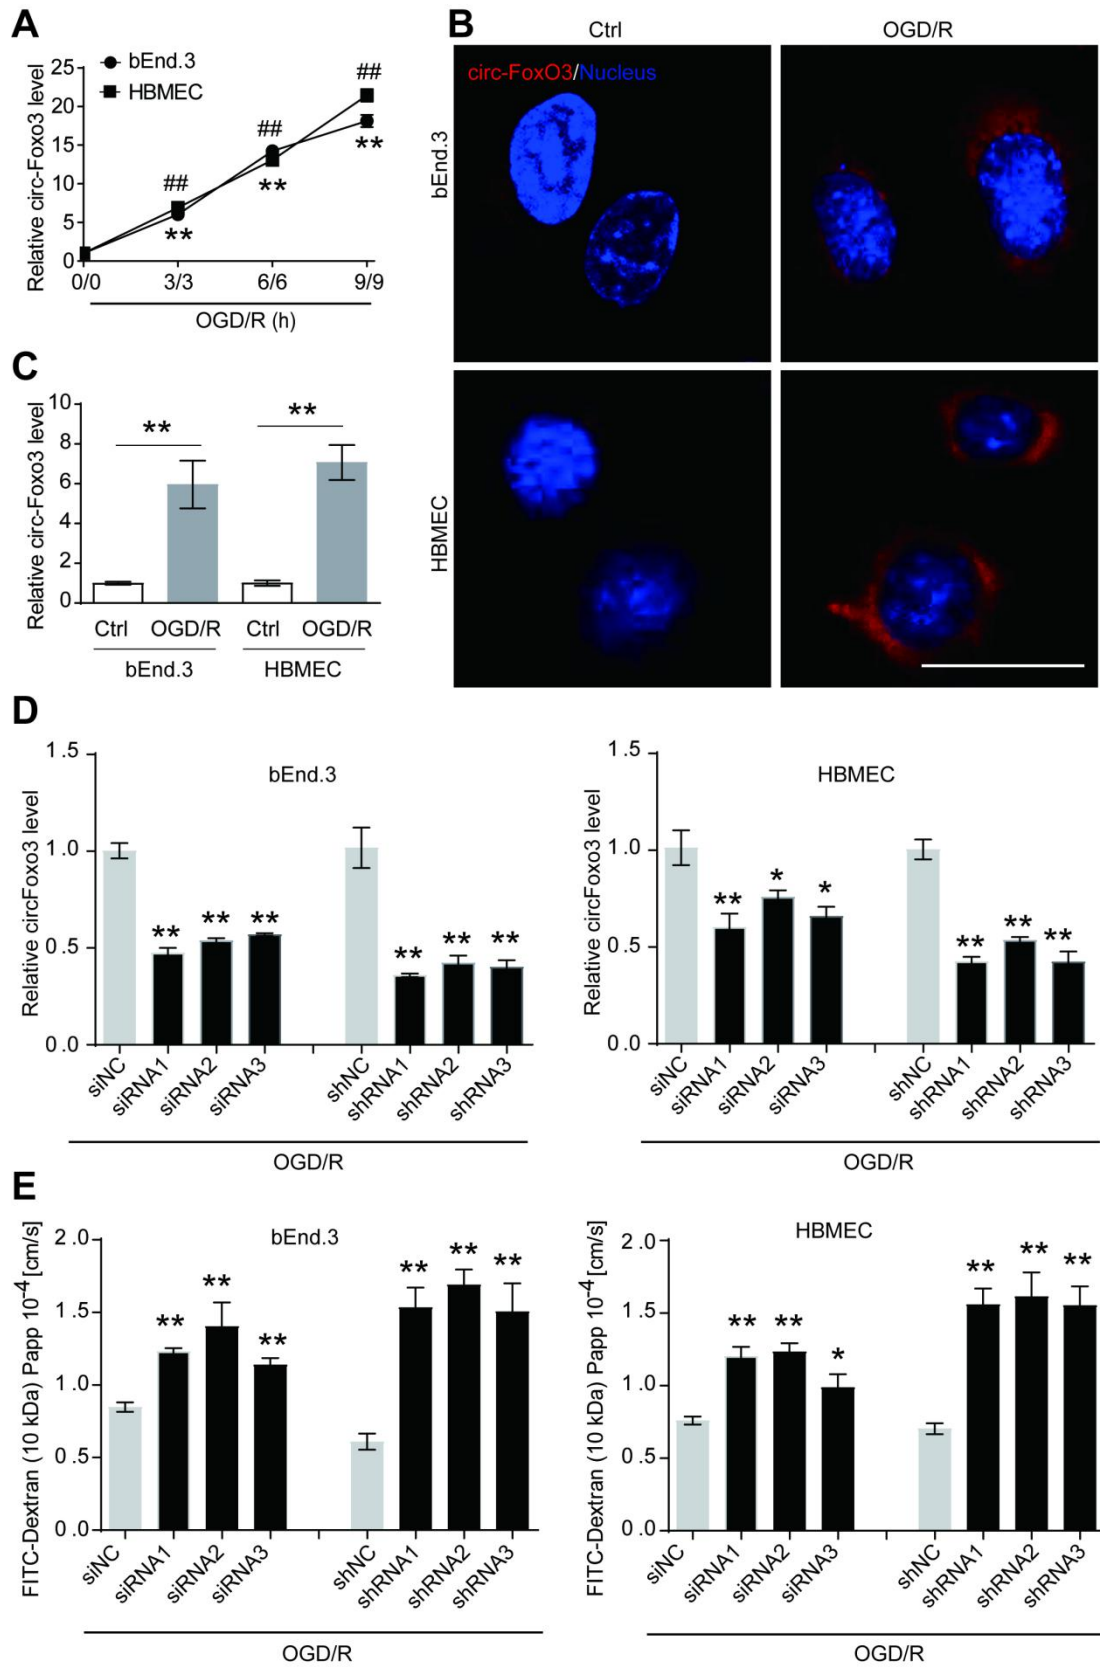 A
bEnd.3
HBMEC
Relative circ-Foxo3 level
25
20
15
10
5
0
##
##
##
**
**
**
0/0 3/3 6/6 9/9
OGD/R (h)
B
Ctrl OGD/R
circ-FoxO3/Nucleus
bEnd.3
HBMEC
C
Relative circ-Foxo3 level
10
8
6
4
2
0
** **
Ctrl OGD/R Ctrl OGD/R
bEnd.3 HBMEC
D
bEnd.3
Relative circFoxo3 level
1.5
1.0
0.5
0.0
** ** ** ** ** **
siNC siRNA1 siRNA2 siRNA3 shNC shRNA1 shRNA2 shRNA3
OGD/R
HBMEC
Relative circFoxo3 level
1.5
1.0
0.5
0.0
** * * ** ** **
siNC siRNA1 siRNA2 siRNA3 shNC shRNA1 shRNA2 shRNA3
OGD/R
E
bEnd.3
FITC-Dextran (10 kDa) Papp 10⁻⁴ [cm/s]
2.0
1.5
1.0
0.5
0.0
** ** ** ** ** **
siNC siRNA1 siRNA2 siRNA3 shNC shRNA1 shRNA2 shRNA3
OGD/R
HBMEC
FITC-Dextran (10 kDa) Papp 10⁻⁴ [cm/s]
2.0
1.5
1.0
0.5
0.0
** ** * ** ** **
siNC siRNA1 siRNA2 siRNA3 shNC shRNA1 shRNA2 shRNA3
OGD/R